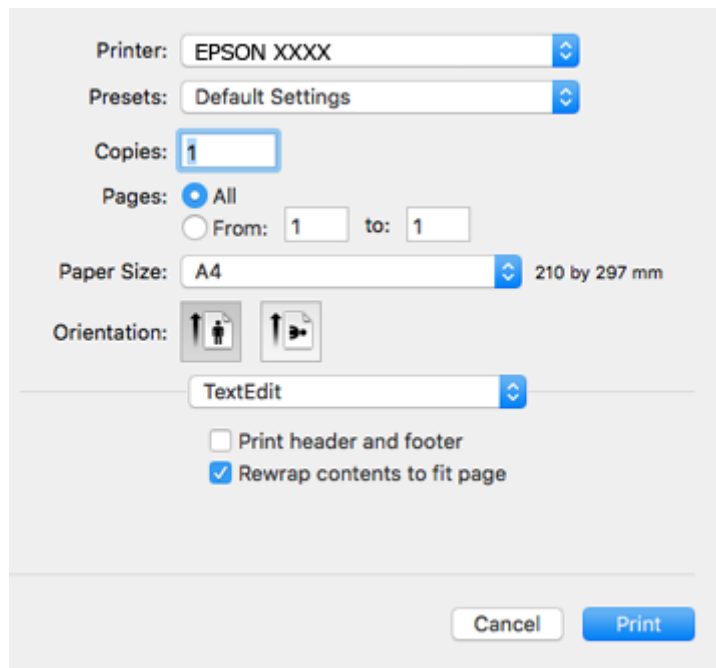 Printer: EPSON XXXX
Presets: Default Settings
Copies: 1
Pages: All
From: 1 to: 1
Paper Size: A4 210 by 297 mm
Orientation:
TextEdit
Print header and footer
Rewrap contents to fit page
Cancel Print